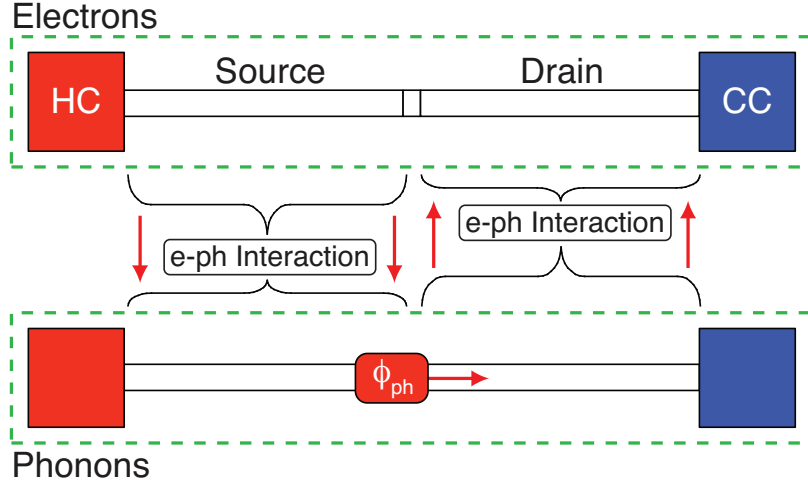 Electrons
Source
Drain
HC
CC
e-ph Interaction
e-ph Interaction
ϕph
Phonons